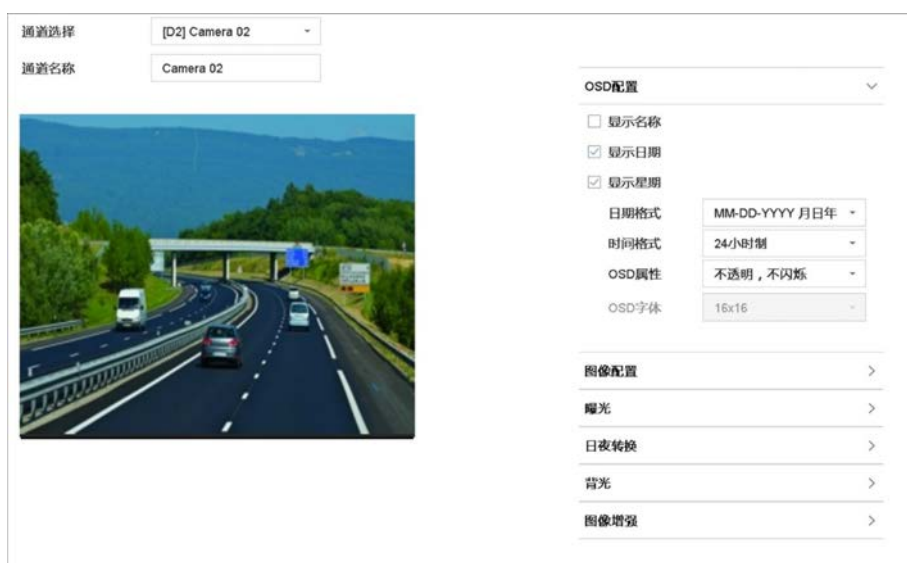 通道选择 [D2] Camera 02
通道名称 Camera 02
OSD配置
显示名称
显示日期
显示星期
日期格式 MM-DD-YYYY 月日年
时间格式 24小时制
OSD属性 不透明，不闪烁
OSD字体 16x16
图像配置
曝光
日夜转换
背光
图像增强